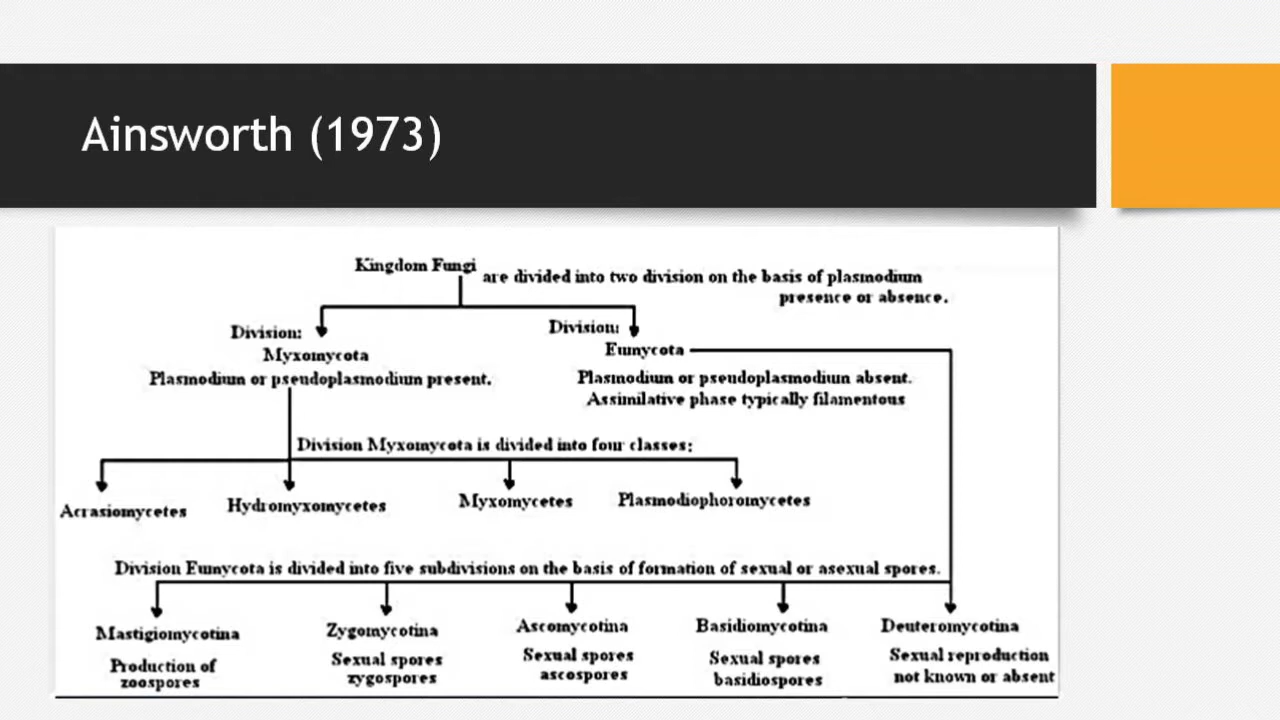 Ainsworth (1973)
Kingdom Fungi
are divided into two division on the basis of plasmodium
presence or absence.
Division:
Myxomycota
Plasmodium or pseudoplasmodium present.
Division:
Eumycota
Plasmodium or pseudoplasmodium absent.
Assimilative phase typically filamentous
Division Myxomycota is divided into four classes:
Acrasiomycetes
Hydromyxomycetes
Myxomycetes
Plasmodiophoromycetes
Division Eumycota is divided into five subdivisions on the basis of formation of sexual or asexual spores.
Mastigiomycotina
Production of
zoospores
Zygomycotina
Sexual spores
zygospores
Ascomycotina
Sexual spores
ascospores
Basidiomycotina
Sexual spores
basidiospores
Deuteromycotina
Sexual reproduction
not known or absent